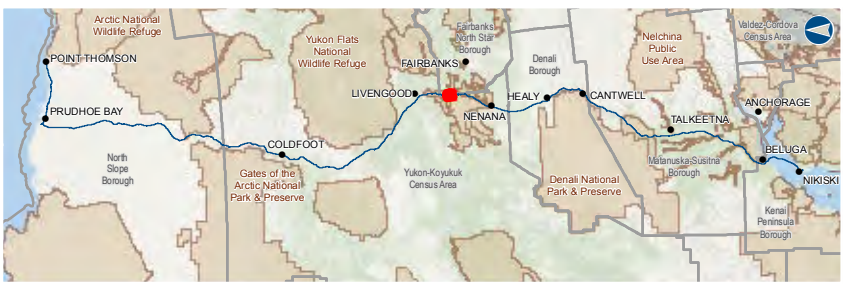 Arctic National
Wildlife Refuge
POINT THOMSON
PRUDHOE BAY
North
Slope
Borough
COLDFOOT
Gates of the
Arctic National
Park & Preserve
Yukon Flats
National
Wildlife Refuge
LIVENGOOD
FAIRBANKS
Fairbanks
North Star
Borough
NENANA
Yukon-Koyukuk
Census Area
Denali
Borough
HEALY
CANTWELL
Denali National
Park & Preserve
Nelchina
Public
Use Area
TALKEETNA
Matanuska-Susitna
Borough
Valdez-Cordova
Census Area
ANCHORAGE
BELUGA
NIKISKI
Kenai
Peninsula
Borough